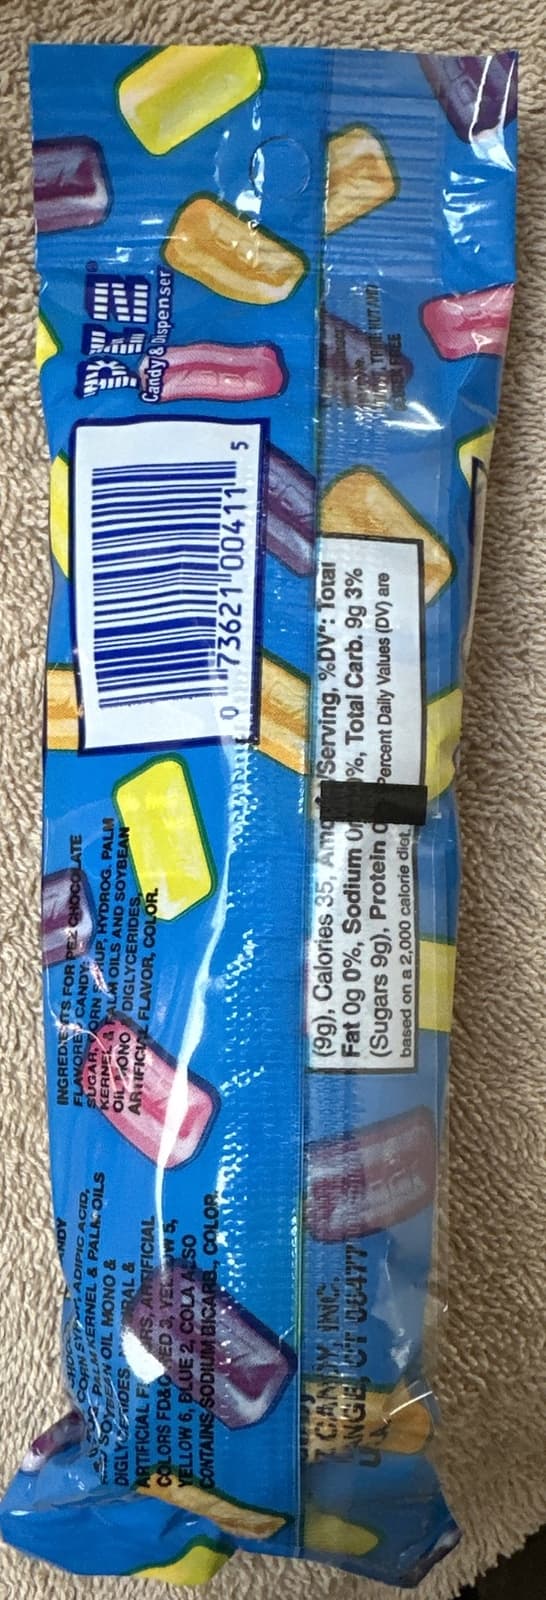 PEZ®
Candy & Dispenser
0 73621 00411 5
INGREDIENTS FOR PEZ CHOCOLATE
FLAVORED CANDY:
SUGAR, CORN SYRUP, HYDROG. PALM
KERNEL & PALM OILS AND SOYBEAN
OIL MONO & DIGLYCERIDES,
ARTIFICIAL FLAVOR, COLOR.
CORN SYRUP, ADIPIC ACID,
PALM KERNEL & PALM OILS
SOYBEAN OIL MONO &
DIGLYCERIDES, NATURAL &
ARTIFICIAL FLAVORS, ARTIFICIAL
COLORS FD&C RED 3, YELLOW 5,
YELLOW 6, BLUE 2, COLA ALSO
CONTAINS SODIUM BICARB., COLOR.
(9g), Calories 35, Amount/Serving, %DV*: Total
Fat 0g 0%, Sodium 0%, Total Carb. 9g 3%
(Sugars 9g), Protein
Percent Daily Values (DV) are
based on a 2,000 calorie diet.
CANDY, INC.
CT 06477